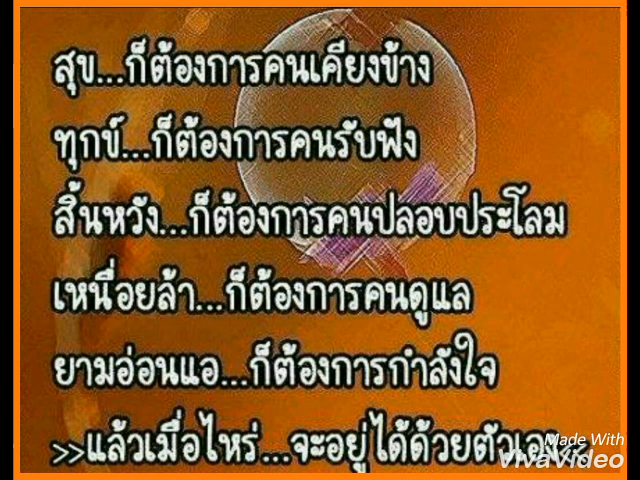 สุข...ก็ต้องการคนเคียงข้าง
ทุกข์...ก็ต้องการคนรับฟัง
สิ้นหวัง...ก็ต้องการคนปลอบประโลม
เหนื่อยล้า...ก็ต้องการคนดูแล
ยามอ่อนแอ...ก็ต้องการกำลังใจ
>>แล้วเมื่อไหร่...จะอยู่ได้ด้วยตัวเอง
Made With
VivaVideo